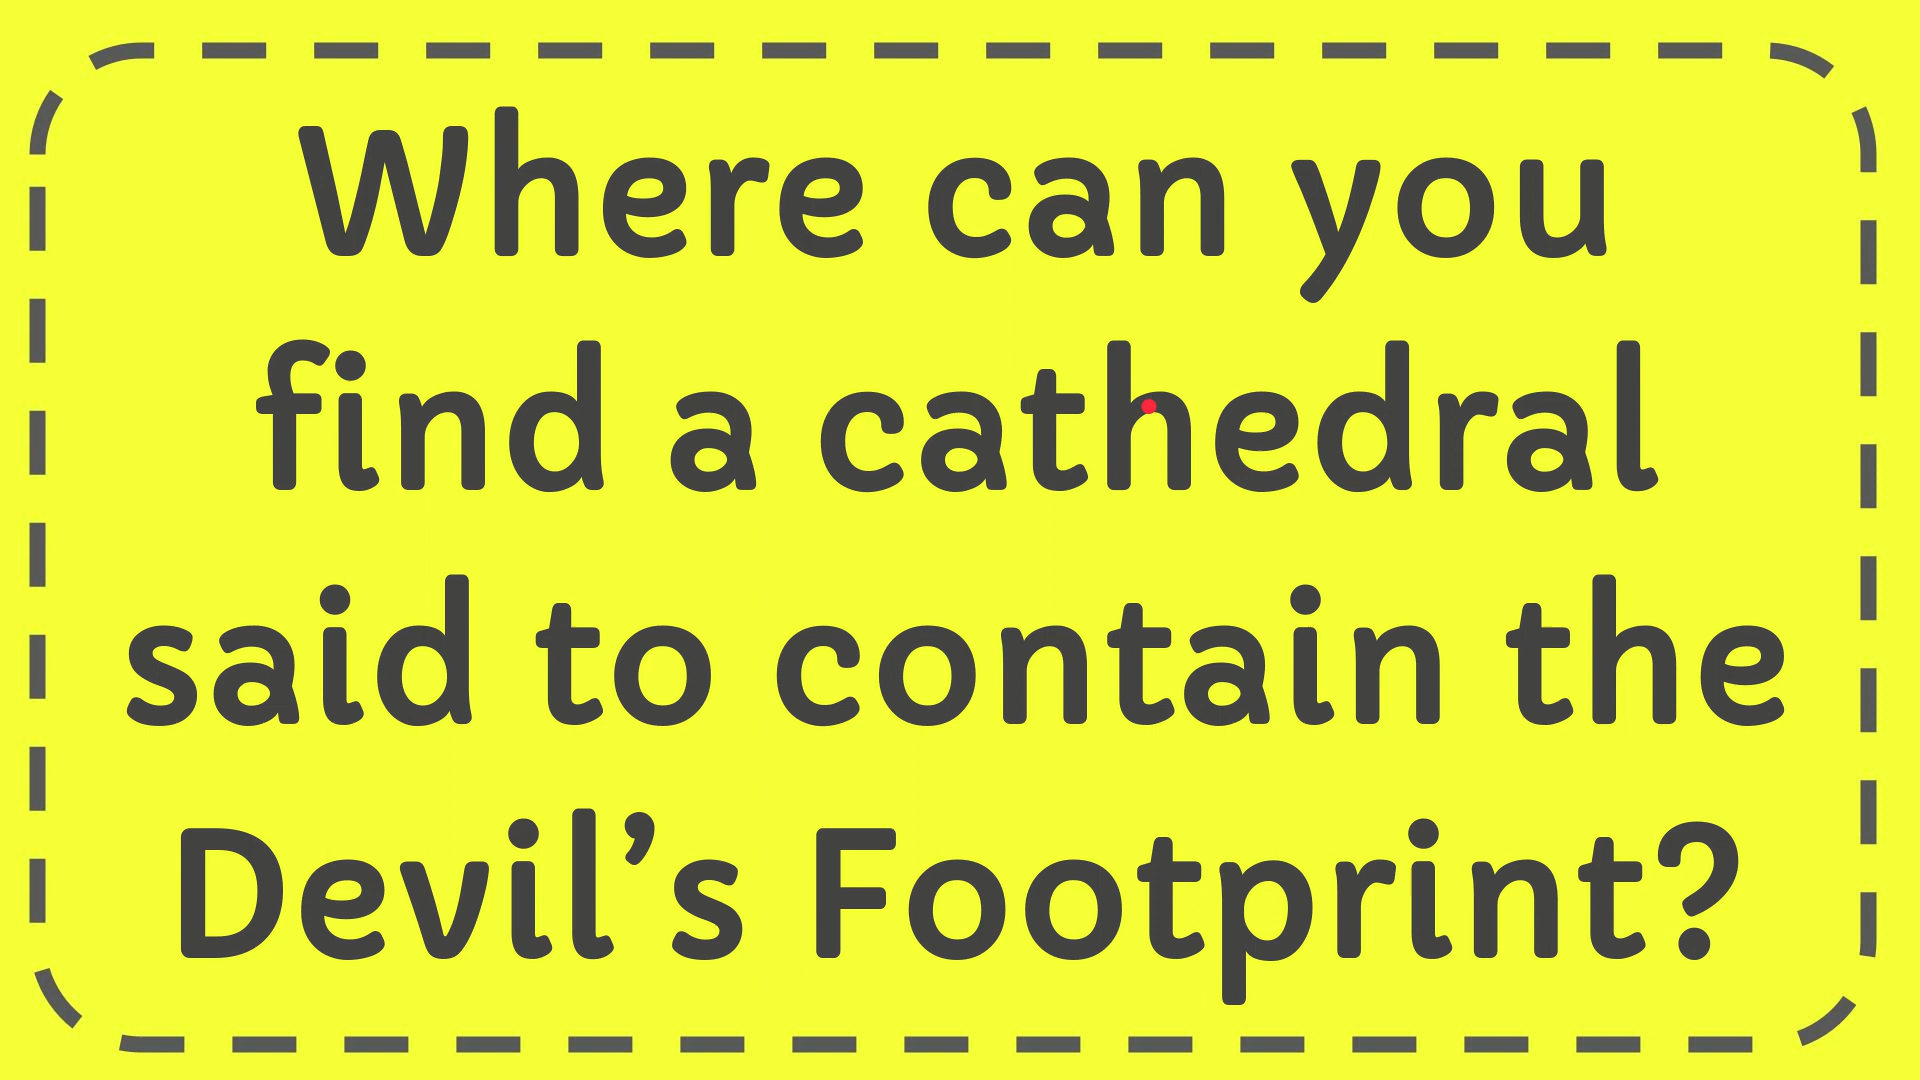 Where can you
find a cathedral
said to contain the
Devil’s Footprint?